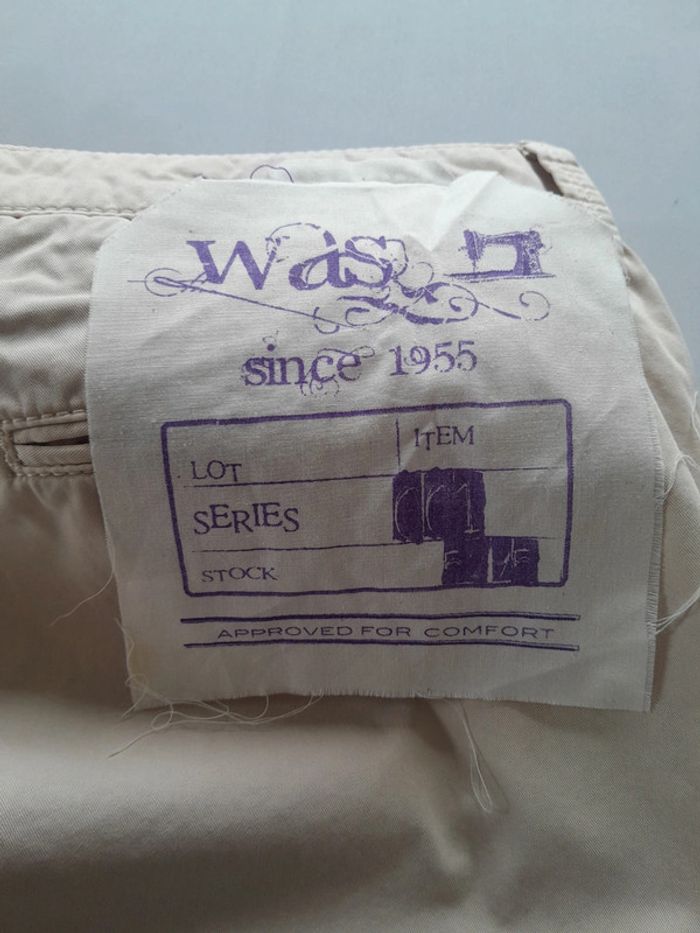 was
since 1955
ITEM
LOT
SERIES
STOCK
APPROVED FOR COMFORT